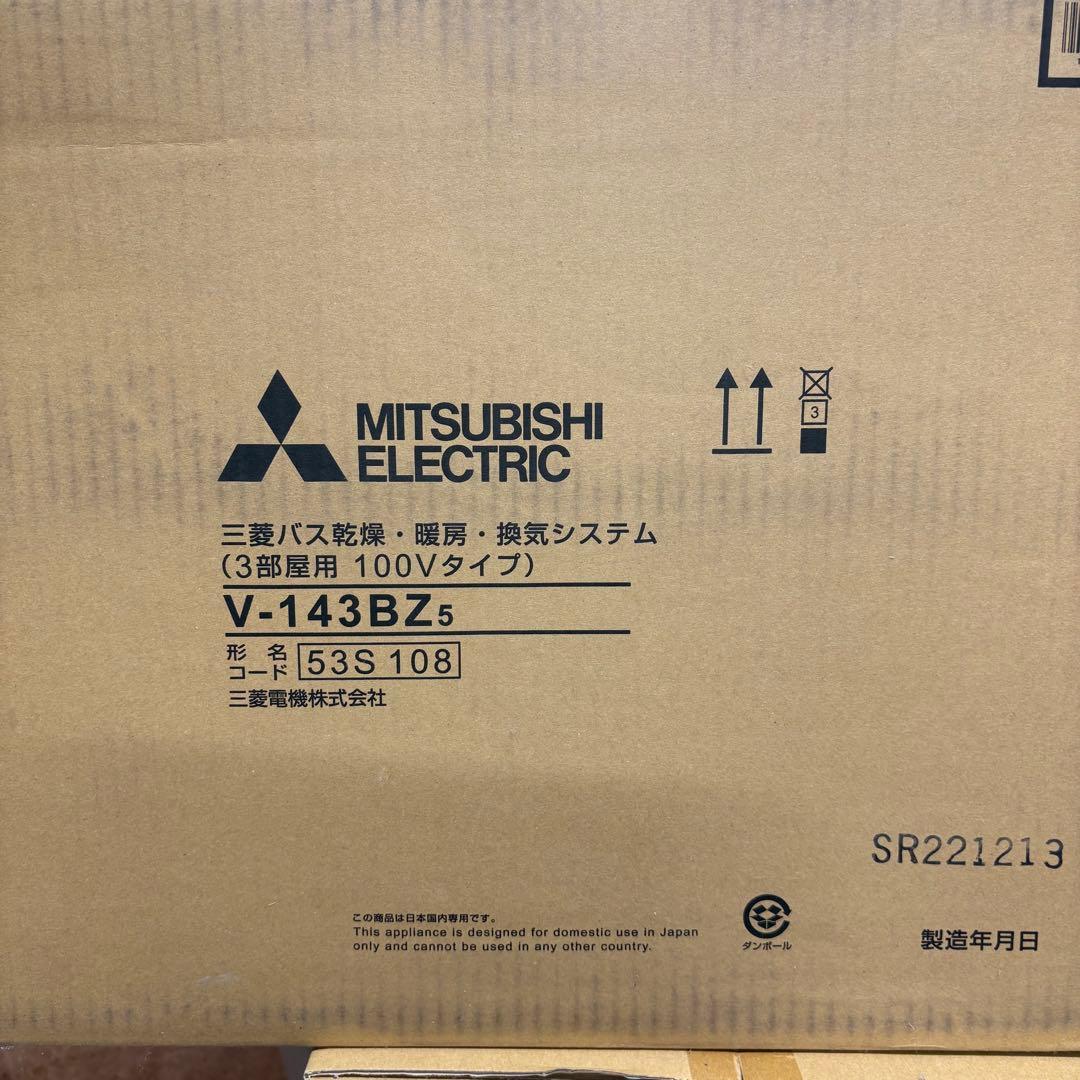 MITSUBISHI
ELECTRIC
3
三菱バス乾燥・暖房・換気システム
(3部屋用 100Vタイプ)
V-143BZ5
形名
コード 53S 108
三菱電機株式会社
SR221213
この商品は日本国内専用です。
This appliance is designed for domestic use in Japan
only and cannot be used in any other country.
ダンボール
製造年月日